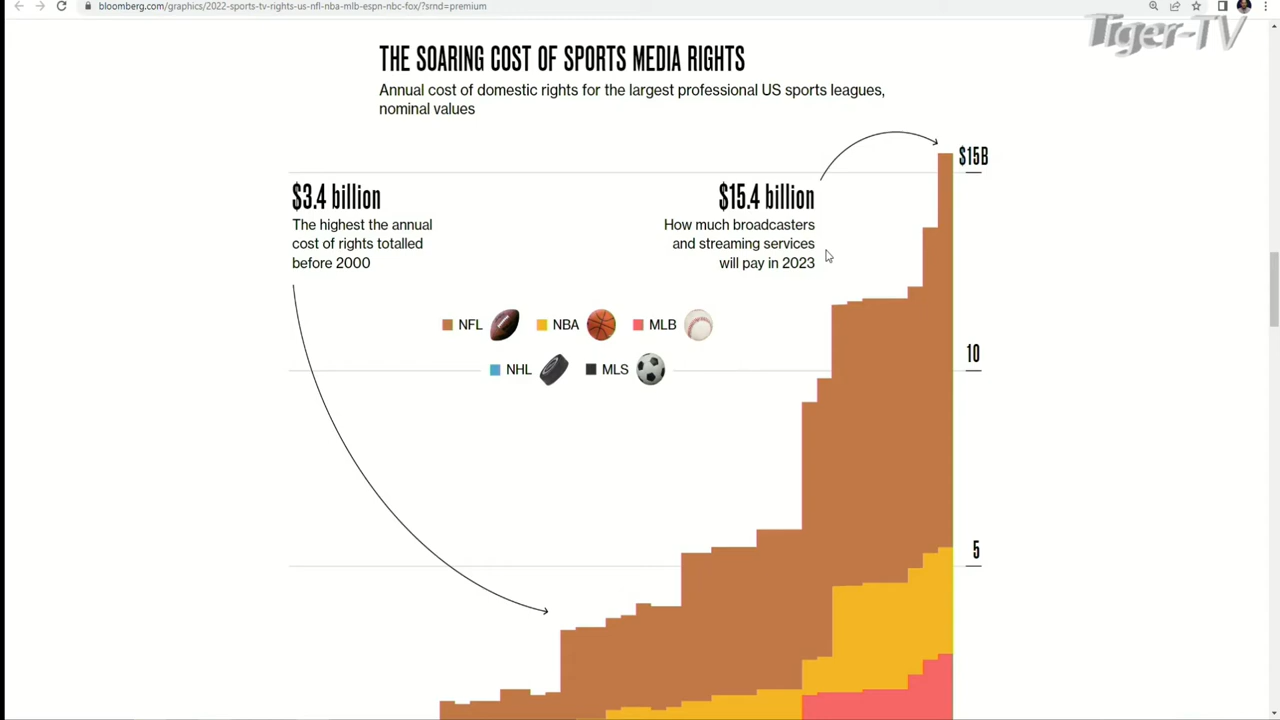 bloomberg.com/graphics/2022-sports-tv-rights-us-nfl-nba-mlb-espn-nbc-fox/?srnd=premium
Tiger-TV
THE SOARING COST OF SPORTS MEDIA RIGHTS
Annual cost of domestic rights for the largest professional US sports leagues,
nominal values
$15B
$3.4 billion
The highest the annual
cost of rights totalled
before 2000
$15.4 billion
How much broadcasters
and streaming services
will pay in 2023
NFL NBA MLB
NHL MLS
10
5